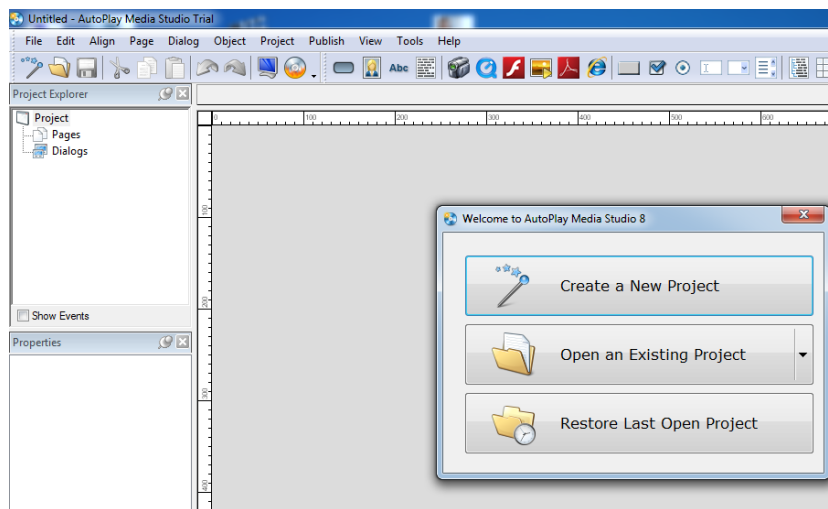 Untitled - AutoPlay Media Studio Trial
File Edit Align Page Dialog Object Project Publish View Tools Help
Abc
Project Explorer
Project
Pages
Dialogs
Show Events
Properties
0 100 200 300 400 500 600
100
200
300
400
Welcome to AutoPlay Media Studio 8
Create a New Project
Open an Existing Project
Restore Last Open Project